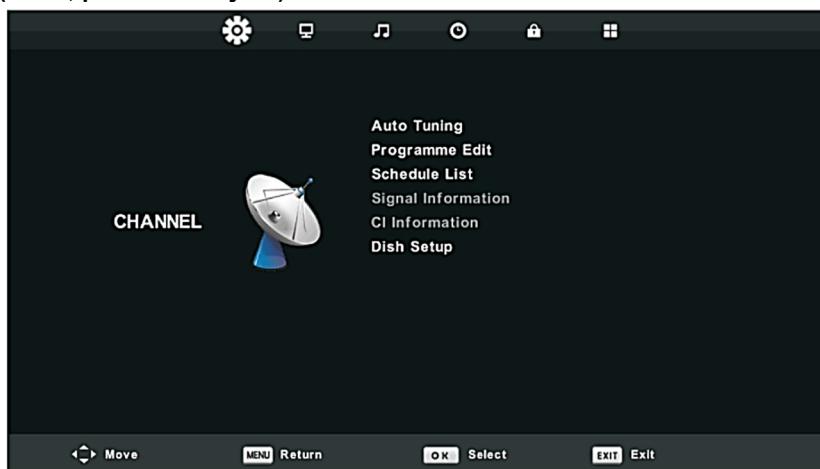 Auto Tuning
Programme Edit
Schedule List
Signal Information
CHANNEL
CI Information
Dish Setup
Move
MENU Return
OK Select
EXIT Exit